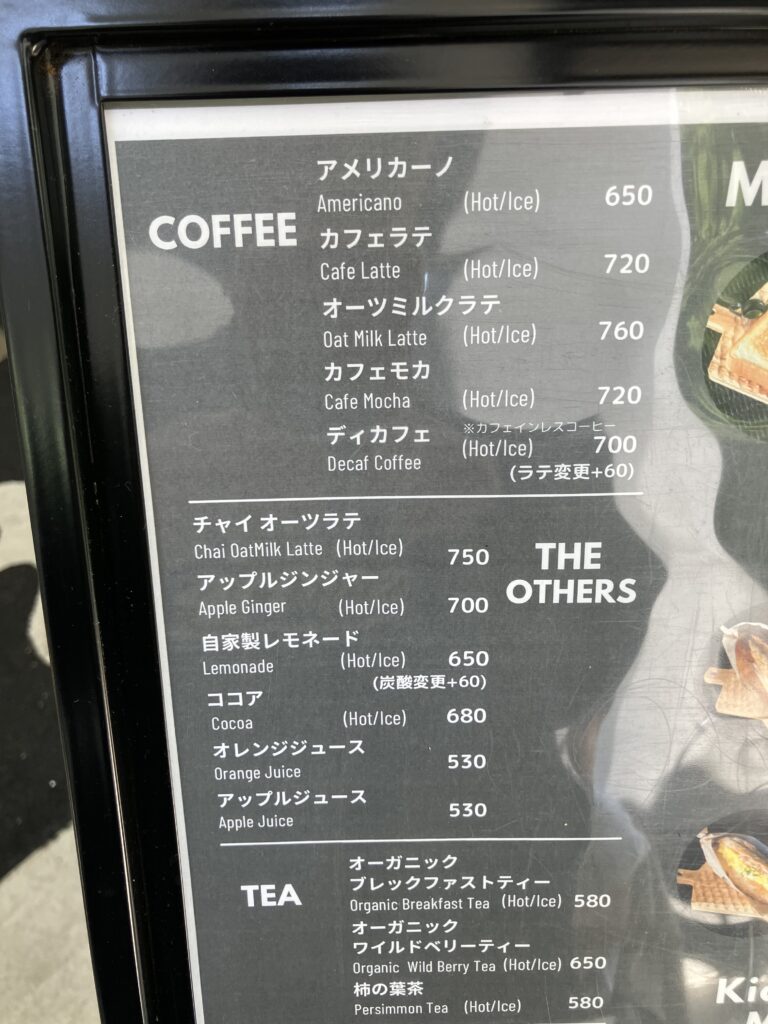 COFFEE
アメリカーノ
Americano (Hot/Ice) 650
カフェラテ
Cafe Latte (Hot/Ice) 720
オーツミルクラテ
Oat Milk Latte (Hot/Ice) 760
カフェモカ
Cafe Mocha (Hot/Ice) 720
ディカフェ ※カフェインレスコーヒー
Decaf Coffee (Hot/Ice) 700
(ラテ変更+60)
THE
OTHERS
チャイ オーツラテ
Chai OatMilk Latte (Hot/Ice) 750
アップルジンジャー
Apple Ginger (Hot/Ice) 700
自家製レモネード
Lemonade (Hot/Ice) 650
(炭酸変更+60)
ココア
Cocoa (Hot/Ice) 680
オレンジジュース
Orange Juice 530
アップルジュース
Apple Juice 530
TEA
オーガニック
ブレックファストティー
Organic Breakfast Tea (Hot/Ice) 580
オーガニック
ワイルドベリーティー
Organic Wild Berry Tea (Hot/Ice) 650
柿の葉茶
Persimmon Tea (Hot/Ice) 580